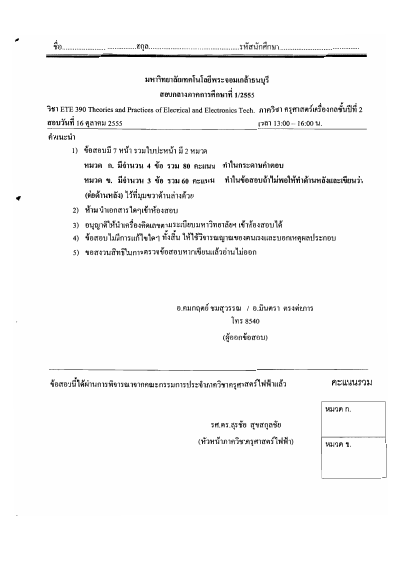 ชื่อ..........................สกุล..............................รหัสนักศึกษา..........................
มหาวิทยาลัยเทคโนโลยีพระจอมเกล้าธนบุรี
สอบกลางภาคการศึกษาที่ 1/2555
วิชา ETE 390 Theories and Practices of Electrical and Electronics Tech. ภาควิชา ครุศาสตร์เครื่องกลชั้นปีที่ 2
สอบวันที่ 16 ตุลาคม 2555 เวลา 13:00 – 16:00 น.
คำแนะนำ
1) ข้อสอบมี 7 หน้า รวมใบปะหน้า มี 2 หมวด
หมวด ก. มีจำนวน 4 ข้อ รวม 80 คะแนน ทำในกระดาษคำตอบ
หมวด ข. มีจำนวน 3 ข้อ รวม 60 คะแนน ทำในข้อสอบถ้าไม่พอให้ทำด้านหลังและเขียนว่า
(ต่อด้านหลัง) ไว้ที่มุมขวาด้านล่างด้วย
2) ห้ามนำเอกสารใดๆเข้าห้องสอบ
3) อนุญาตให้นำเครื่องคิดเลขตามระเบียบมหาวิทยาลัยฯ เข้าห้องสอบได้
4) ข้อสอบไม่มีการแก้ไขใดๆ ทั้งสิ้น ให้ใช้วิจารณญาณของตนเองและบอกเหตุผลประกอบ
5) ขอสงวนสิทธิในการตรวจข้อสอบหากเขียนแล้วอ่านไม่ออก
อ.คมกฤตย์ ชมสุวรรณ / อ.มินตรา ตรงต่อการ
โทร 8540
(ผู้ออกข้อสอบ)
ข้อสอบนี้ได้ผ่านการพิจารณาจากคณะกรรมการประจำภาควิชาครุศาสตร์ไฟฟ้าแล้ว
คะแนนรวม
หมวด ก.
รศ.ดร.สุรชัย สุขสกุลชัย
(หัวหน้าภาควิชาครุศาสตร์ไฟฟ้า)
หมวด ข.